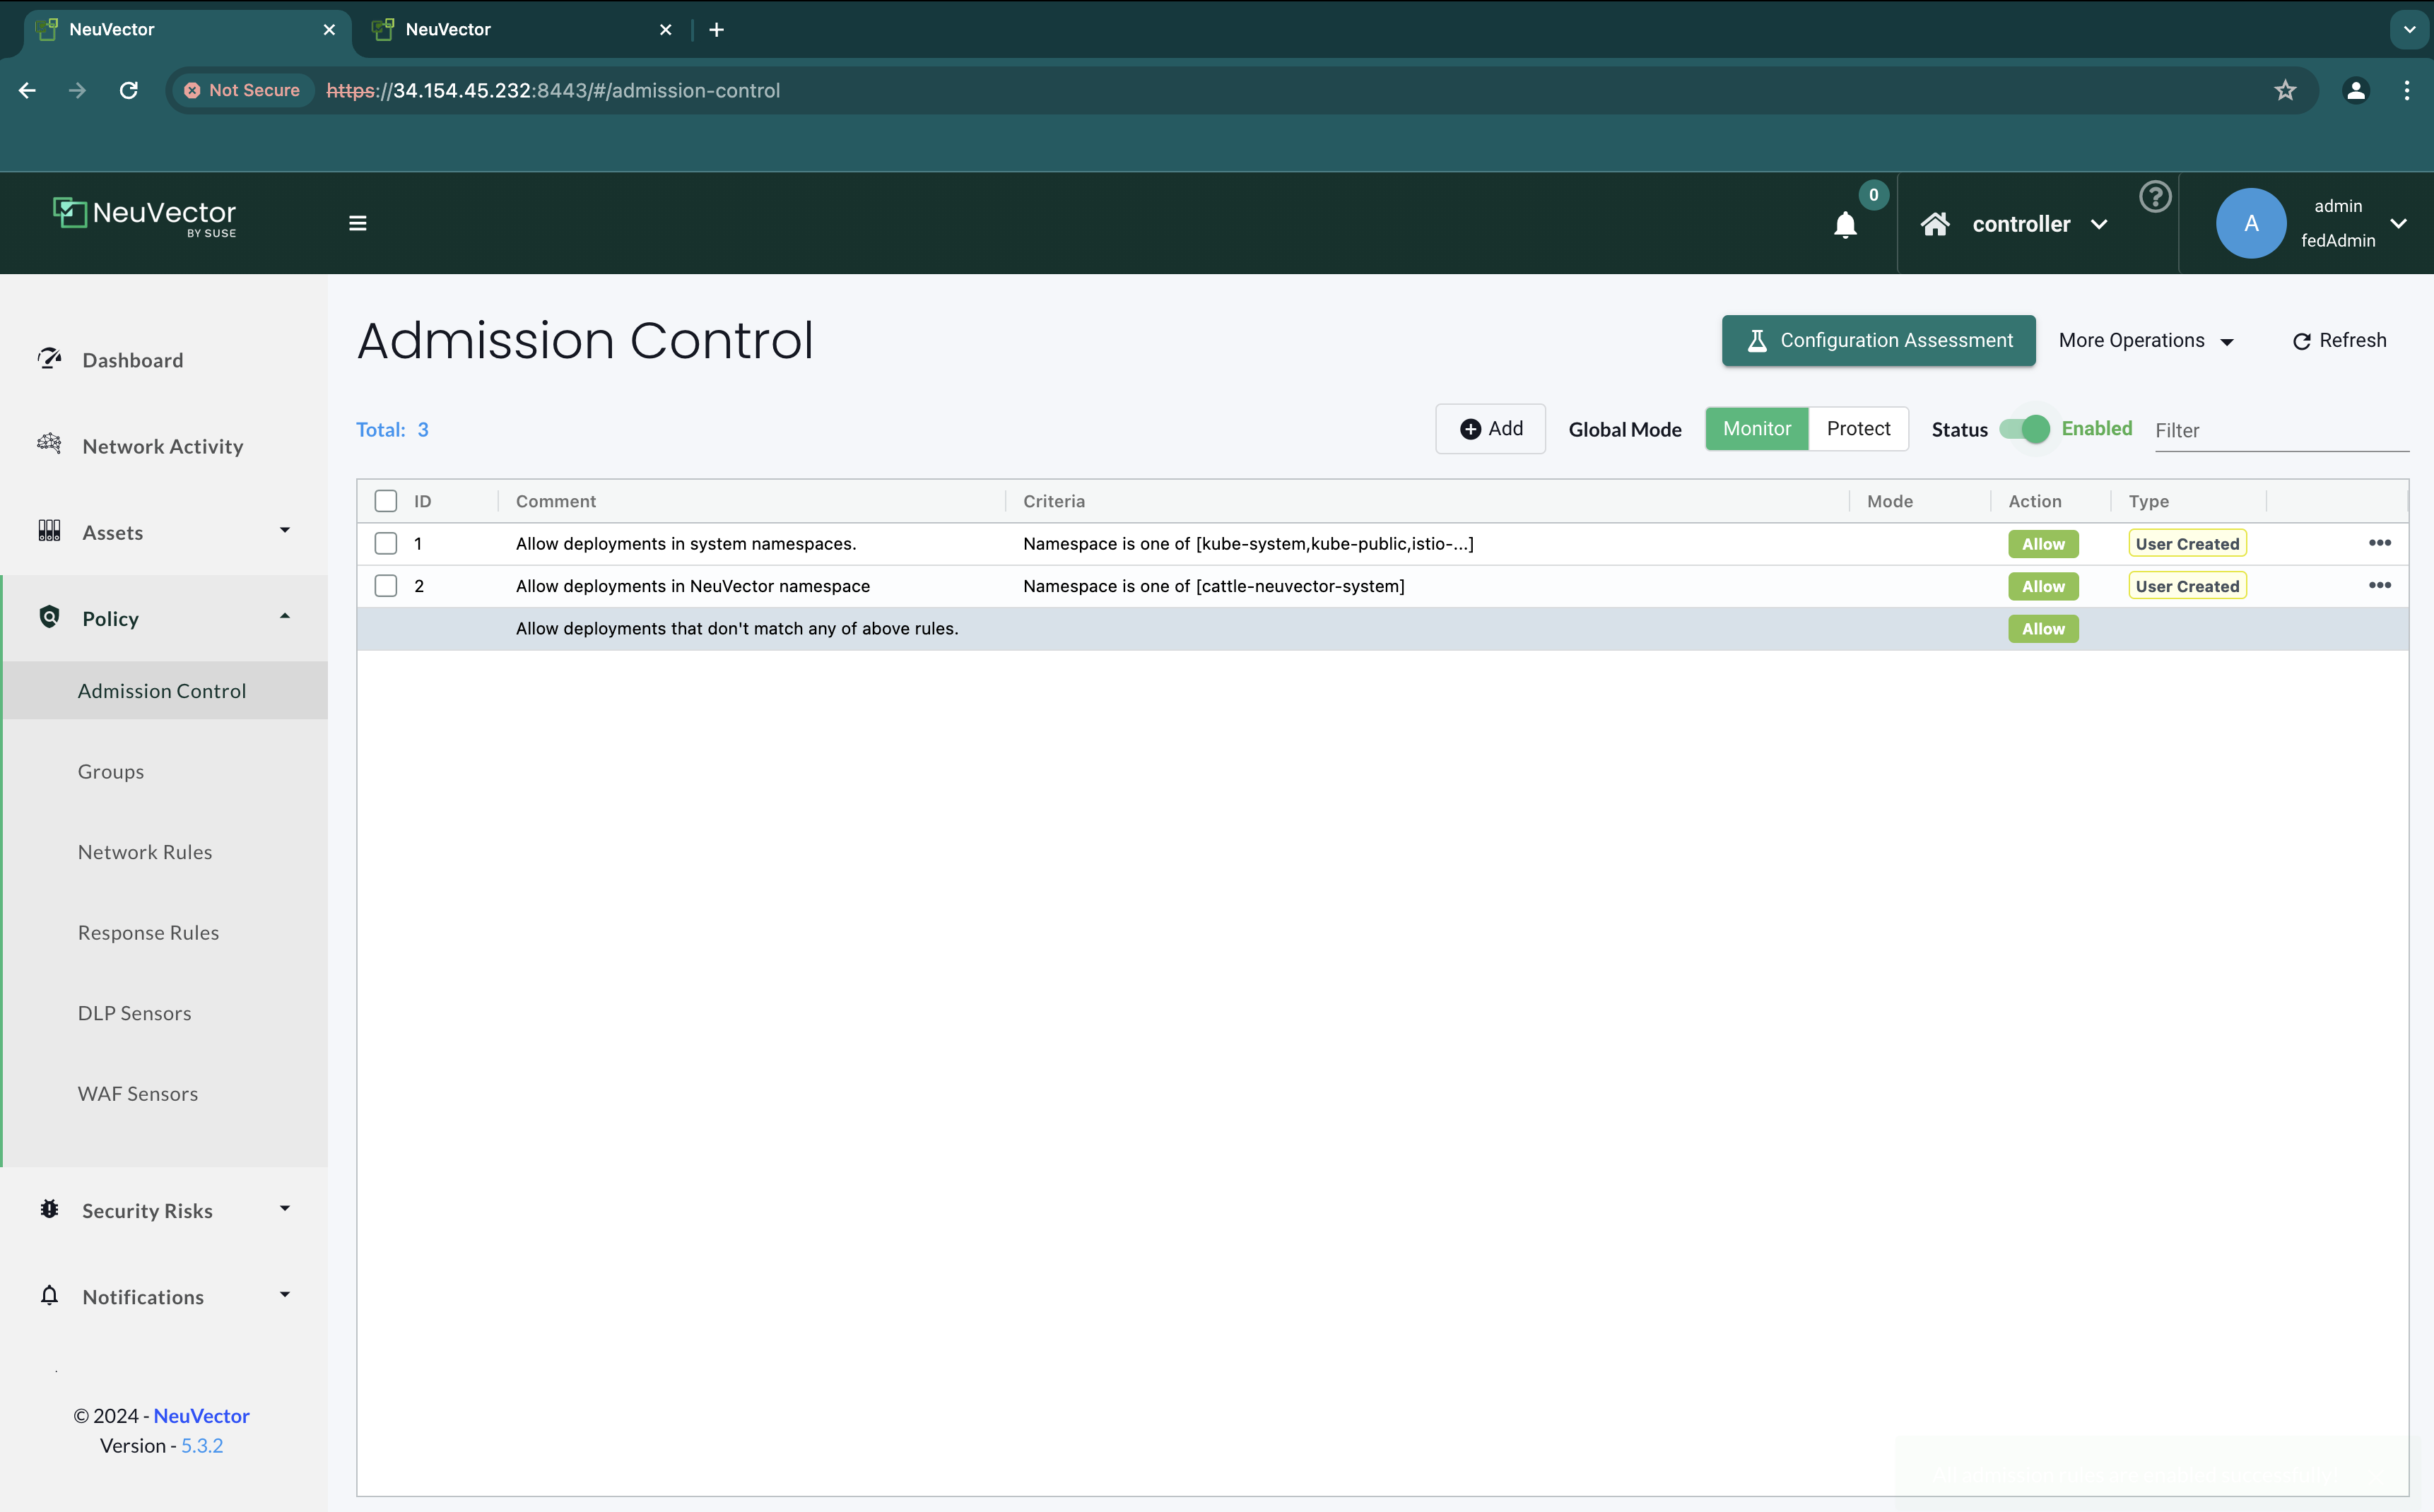 NeuVector
NeuVector
Not Secure https://34.154.45.232:8443/#/admission-control
NeuVector
BY SUSE
0
controller
?
A
admin
fedAdmin
Dashboard
Network Activity
Assets
Policy
Admission Control
Groups
Network Rules
Response Rules
DLP Sensors
WAF Sensors
Security Risks
Notifications
© 2024 - NeuVector
Version - 5.3.2
Admission Control
Configuration Assessment More Operations Refresh
Total: 3
Add Global Mode Monitor Protect Status Enabled Filter
ID Comment Criteria Mode Action Type
1 Allow deployments in system namespaces. Namespace is one of [kube-system,kube-public,istio-...] Allow User Created
2 Allow deployments in NeuVector namespace Namespace is one of [cattle-neuvector-system] Allow User Created
Allow deployments that don't match any of above rules. Allow